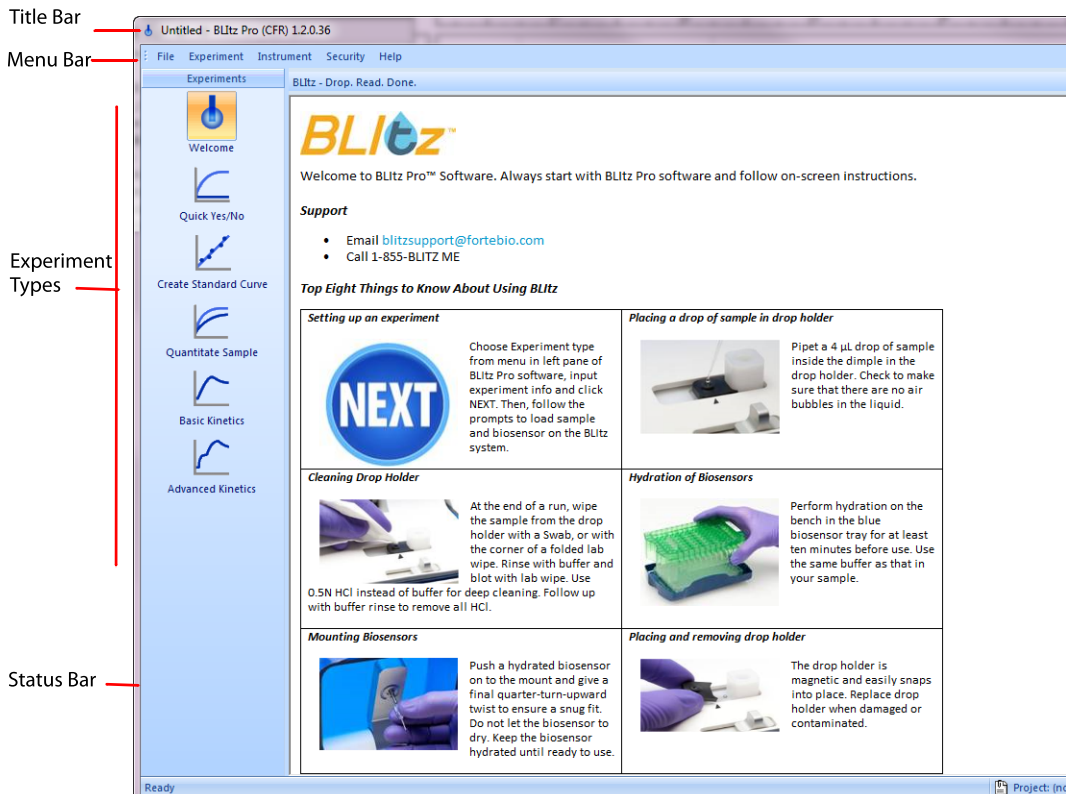 Title Bar
Untitled - BLItz Pro (CFR) 1.2.0.36
Menu Bar
File Experiment Instrument Security Help
Experiments
BLItz - Drop. Read. Done.
Welcome
Quick Yes/No
Create Standard Curve
Quantitate Sample
Basic Kinetics
Advanced Kinetics
Experiment
Types
BLItz™
Welcome to BLItz Pro™ Software. Always start with BLItz Pro software and follow on-screen instructions.
Support
• Email blitzsupport@fortebio.com
• Call 1-855-BLITZ ME
Top Eight Things to Know About Using BLItz
Setting up an experiment
NEXT
Choose Experiment type
from menu in left pane of
BLItz Pro software, input
experiment info and click
NEXT. Then, follow the
prompts to load sample
and biosensor on the BLItz
system.
Placing a drop of sample in drop holder
Pipet a 4 µL drop of sample
inside the dimple in the
drop holder. Check to make
sure that there are no air
bubbles in the liquid.
Cleaning Drop Holder
At the end of a run, wipe
the sample from the drop
holder with a Swab, or with
the corner of a folded lab
wipe. Rinse with buffer and
blot with lab wipe. Use
0.5N HCl instead of buffer for deep cleaning. Follow up
with buffer rinse to remove all HCl.
Hydration of Biosensors
Perform hydration on the
bench in the blue
biosensor tray for at least
ten minutes before use. Use
the same buffer as that in
your sample.
Mounting Biosensors
Push a hydrated biosensor
on to the mount and give a
final quarter-turn-upward
twist to ensure a snug fit.
Do not let the biosensor to
dry. Keep the biosensor
hydrated until ready to use.
Placing and removing drop holder
The drop holder is
magnetic and easily snaps
into place. Replace drop
holder when damaged or
contaminated.
Status Bar
Ready
Project: (no